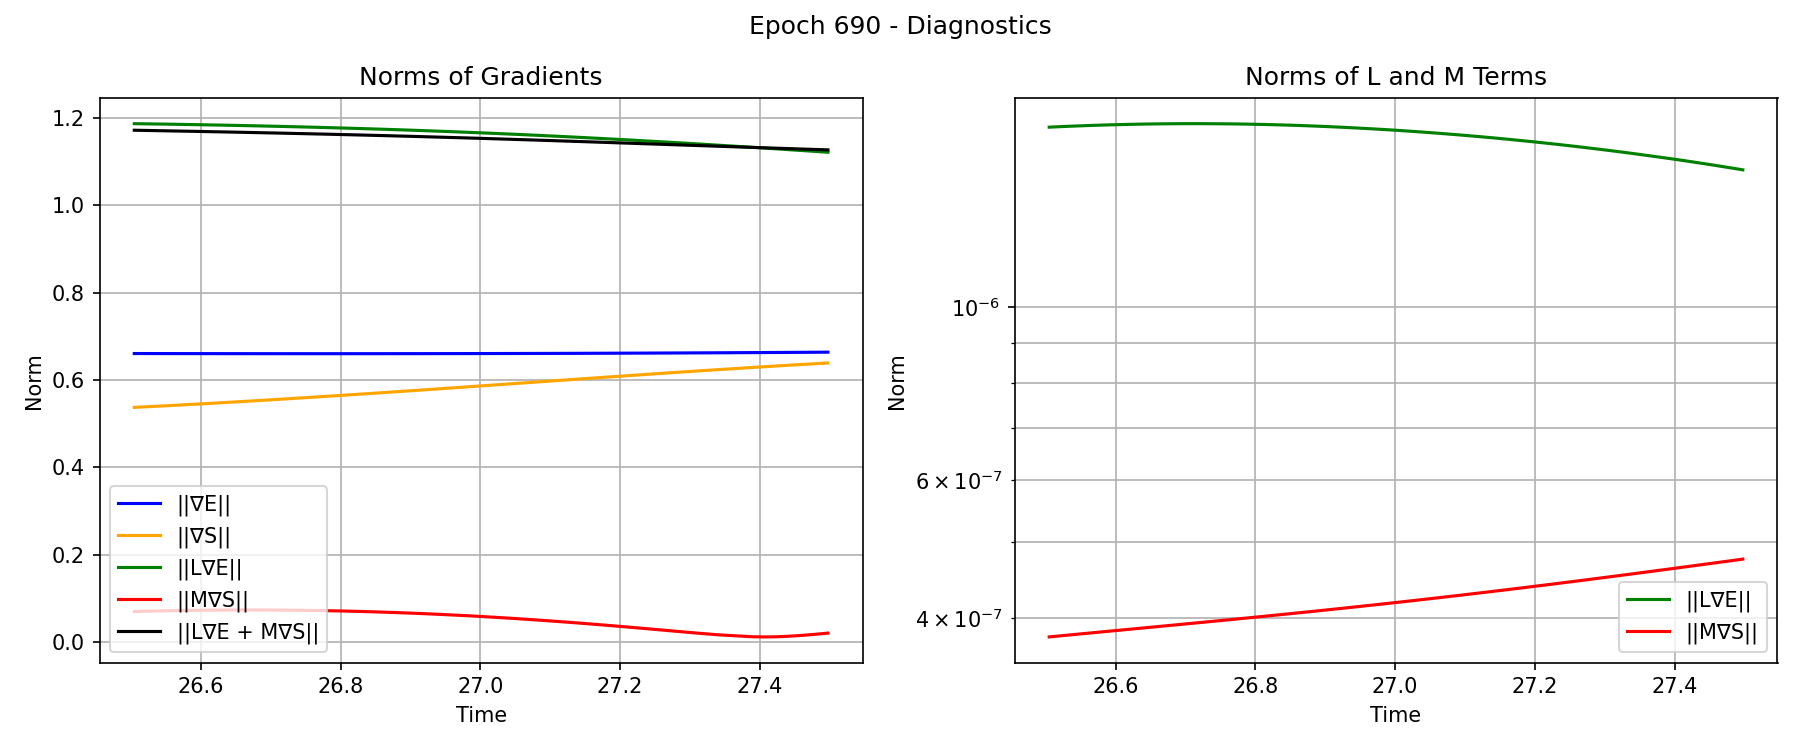 Epoch 690 - Diagnostics
Norms of Gradients
1.2
1.0
0.8
0.6
0.4
0.2
0.0
Norm
||∇E||
||∇S||
||L∇E||
||M∇S||
||L∇E + M∇S||
26.6 26.8 27.0 27.2 27.4
Time
Norms of L and M Terms
10⁻⁶
6 × 10⁻⁷
4 × 10⁻⁷
Norm
||L∇E||
||M∇S||
26.6 26.8 27.0 27.2 27.4
Time